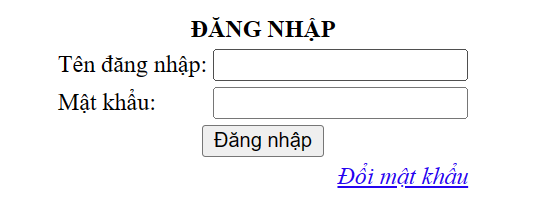 ĐĂNG NHẬP
Tên đăng nhập:
Mật khẩu:
Đăng nhập
Đổi mật khẩu